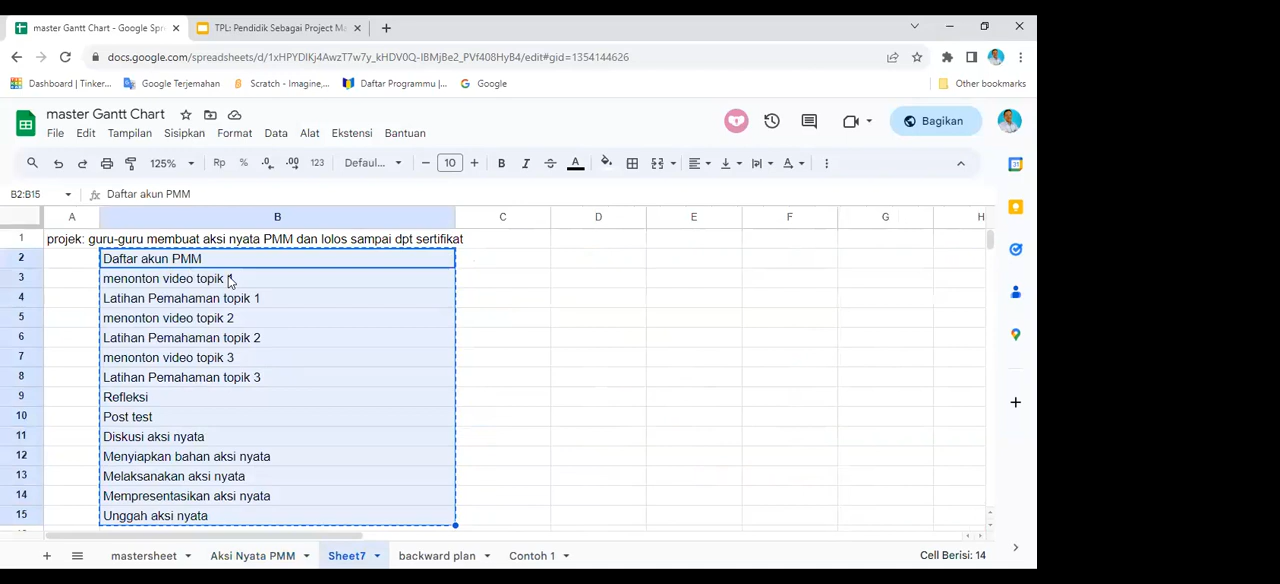 master Gantt Chart - Google Spr
TPL: Pendidik Sebagai Project Ma
docs.google.com/spreadsheets/d/1xHPYDIKj4AwzT7w7y_kHDV0Q-IBMjBe2_PVf408HyB4/edit#gid=1354144626
Dashboard | Tinker...
Google Terjemahan
Scratch - Imagine,...
Daftar Programmu |...
Google
Other bookmarks
master Gantt Chart
File Edit Tampilan Sisipkan Format Data Alat Ekstensi Bantuan
Bagikan
125% Rp % .0 .00 123 Defaul... 10 B I A
B2:B15 fx Daftar akun PMM
A B C D E F G H
1 projek: guru-guru membuat aksi nyata PMM dan lolos sampai dpt sertifikat
2 Daftar akun PMM
3 menonton video topik 1
4 Latihan Pemahaman topik 1
5 menonton video topik 2
6 Latihan Pemahaman topik 2
7 menonton video topik 3
8 Latihan Pemahaman topik 3
9 Refleksi
10 Post test
11 Diskusi aksi nyata
12 Menyiapkan bahan aksi nyata
13 Melaksanakan aksi nyata
14 Mempresentasikan aksi nyata
15 Unggah aksi nyata
mastersheet Aksi Nyata PMM Sheet7 backward plan Contoh 1 Cell Berisi: 14